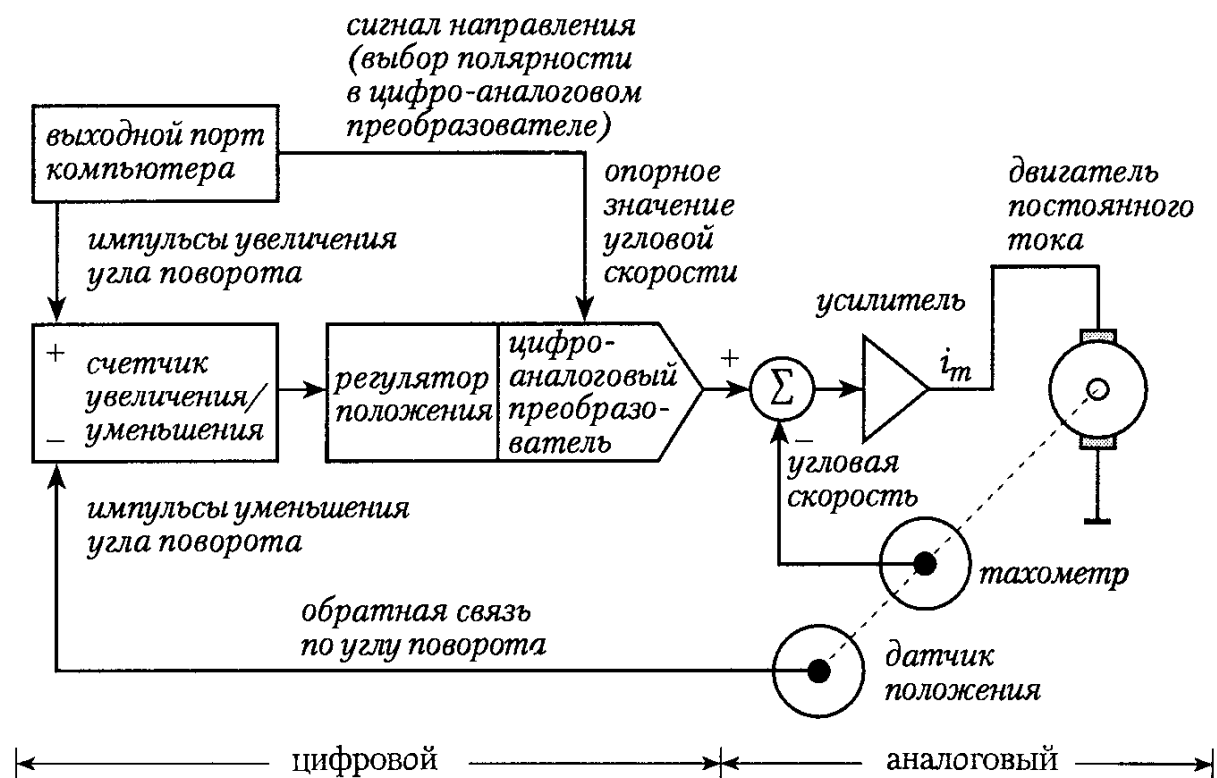 сигнал направления
(выбор полярности
в цифро-аналоговом
преобразователе)
выходной порт
компьютера
опорное
значение
угловой
скорости
двигатель
постоянного
тока
импульсы увеличения
угла поворота
усилитель
+
счетчик
увеличения/
уменьшения
−
регулятор
положения
цифро-
аналоговый
преобразо-
ватель
+
Σ
−
i_m
угловая
скорость
импульсы уменьшения
угла поворота
тахометр
обратная связь
по углу поворота
датчик
положения
цифровой
аналоговый